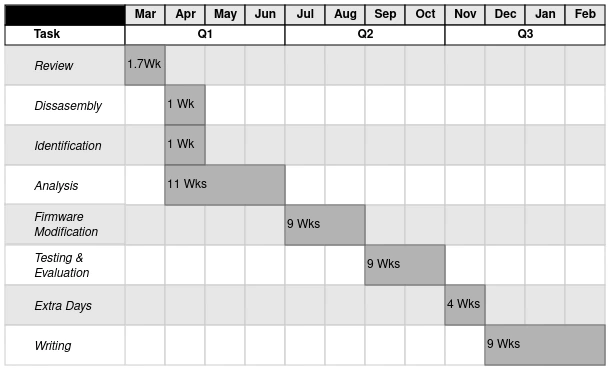 Mar Apr May Jun Jul Aug Sep Oct Nov Dec Jan Feb
Task Q1 Q2 Q3
Review 1.7Wk
Dissasembly 1 Wk
Identification 1 Wk
Analysis 11 Wks
Firmware
Modification 9 Wks
Testing &
Evaluation 9 Wks
Extra Days 4 Wks
Writing 9 Wks